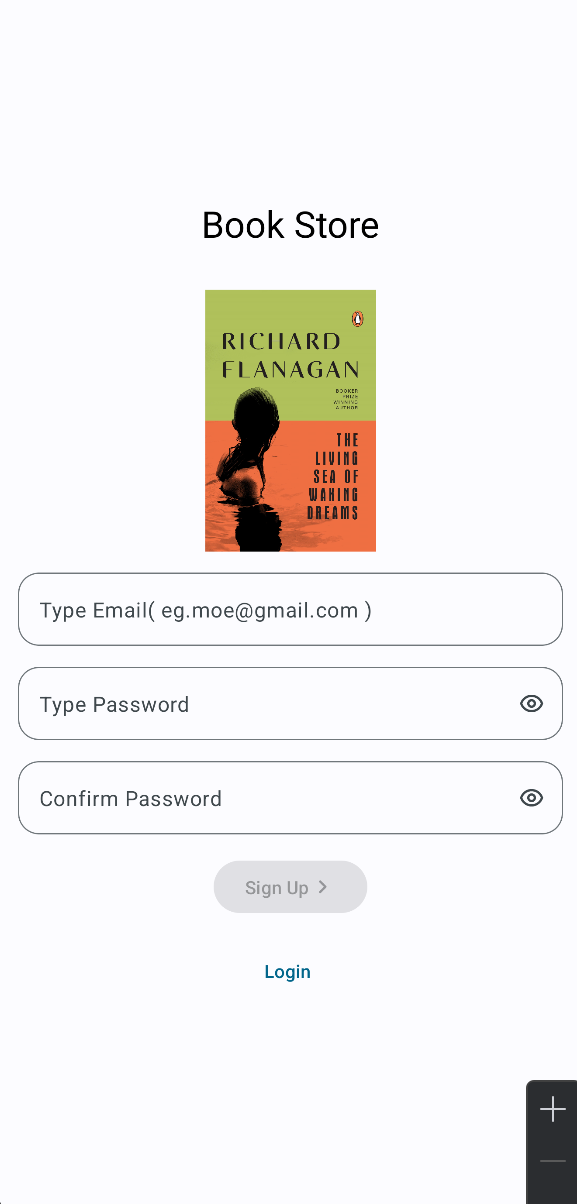 Book Store
RICHARD
FLANAGAN
BOOKER
PRIZE
WINNING
AUTHOR
THE
LIVING
SEA OF
WAKING
DREAMS
Type Email( eg.moe@gmail.com )
Type Password
Confirm Password
Sign Up
Login